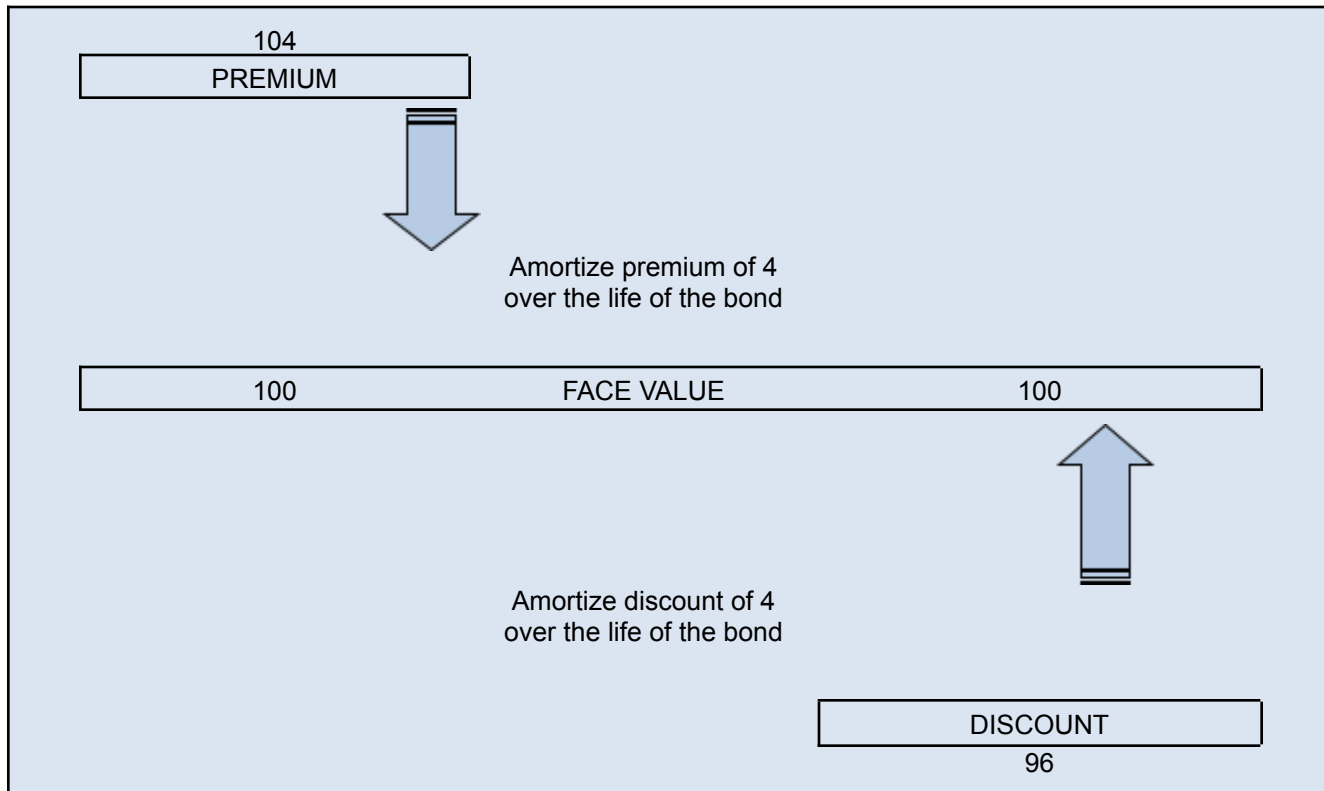 104
PREMIUM
Amortize premium of 4
over the life of the bond
100 FACE VALUE 100
Amortize discount of 4
over the life of the bond
DISCOUNT
96